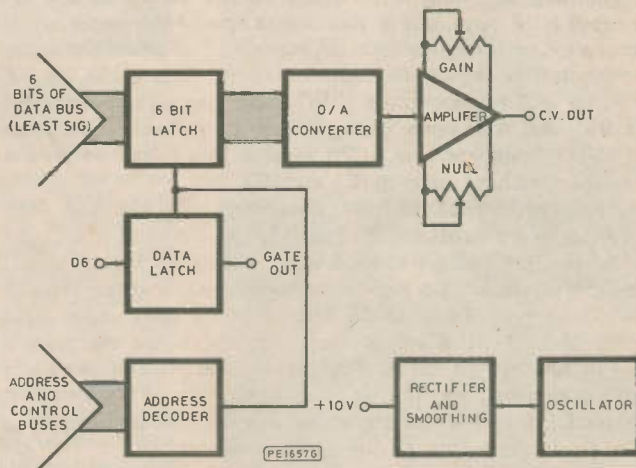 6
BITS OF
DATA BUS
(LEAST SIG)
6 BIT
LATCH
D/A
CONVERTER
GAIN
AMPLIFER
NULL
C.V. OUT
D6
DATA
LATCH
GATE
OUT
ADDRESS
AND
CONTROL
BUSES
ADDRESS
DECODER
+10V
RECTIFIER
AND
SMOOTHING
OSCILLATOR
PE1657G